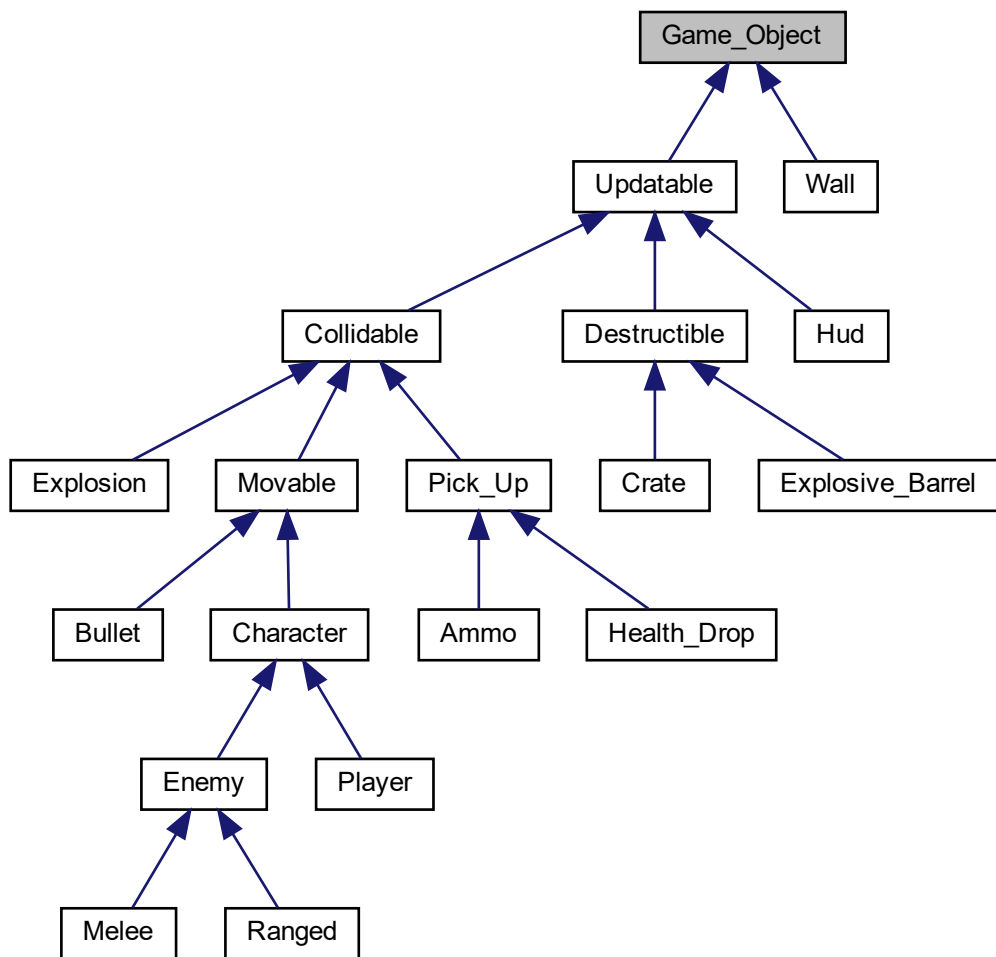 Game_Object
Updatable
Wall
Collidable
Destructible
Hud
Explosion
Movable
Pick_Up
Crate
Explosive_Barrel
Bullet
Character
Ammo
Health_Drop
Enemy
Player
Melee
Ranged